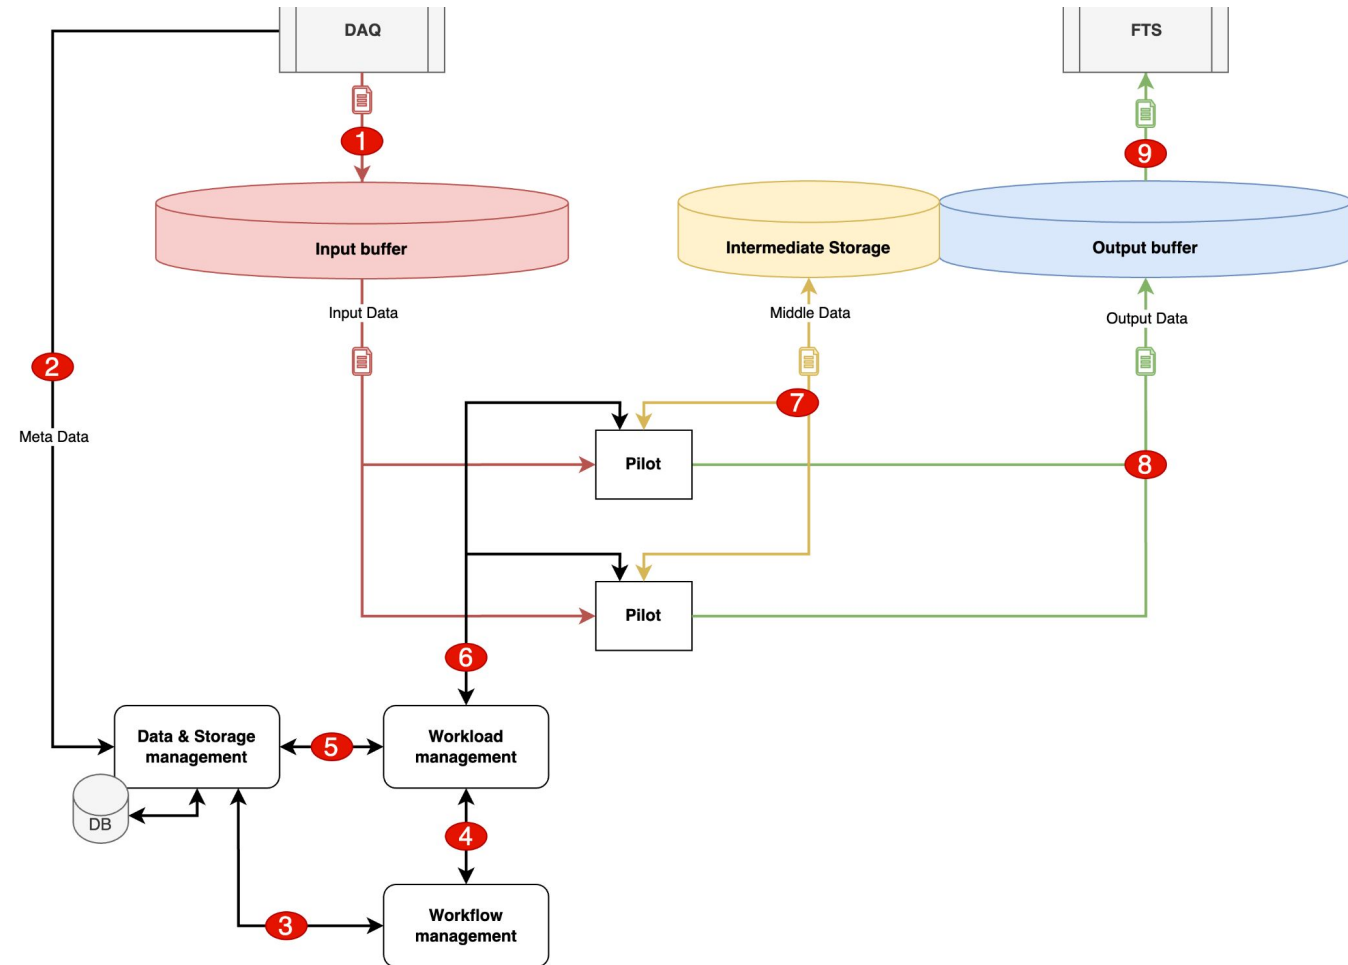 DAQ
FTS
1
9
Input buffer
Intermediate Storage
Output buffer
Input Data
Middle Data
Output Data
2
7
Meta Data
Pilot
8
Pilot
6
Data & Storage
management
5
Workload
management
DB
4
3
Workflow
management